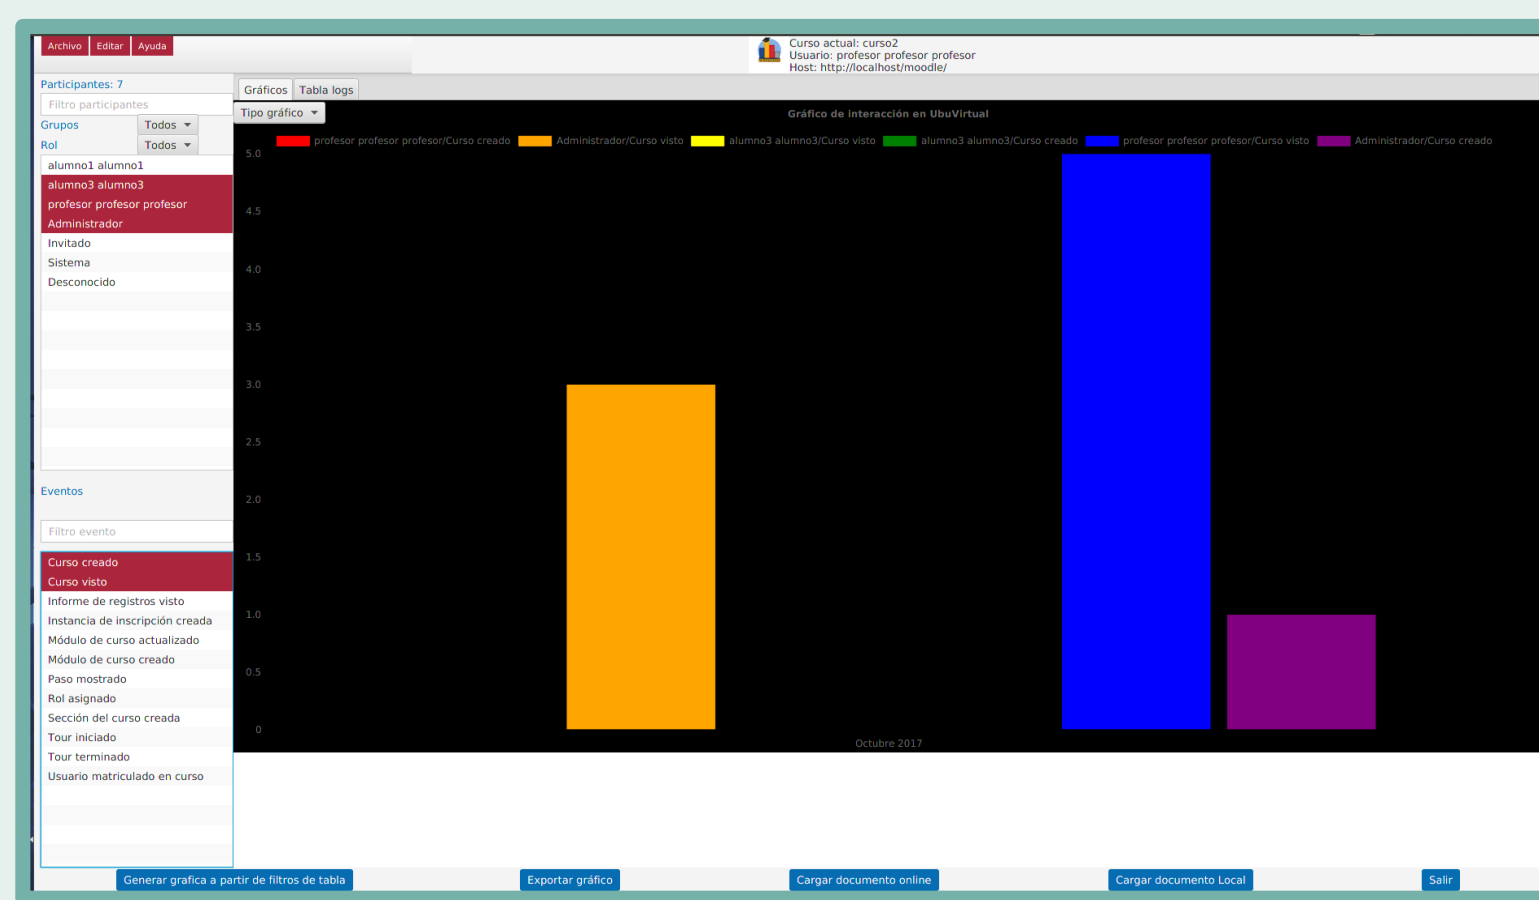 Archivo Editar Ayuda
Curso actual: curso2
Usuario: profesor profesor profesor
Host: http://localhost/moodle/
Participantes: 7
Filtro participantes
Grupos Todos
Rol Todos
alumno1 alumno1
alumno3 alumno3
profesor profesor profesor
Administrador
Invitado
Sistema
Desconocido
Eventos
Filtro evento
Curso creado
Curso visto
Informe de registros visto
Instancia de inscripción creada
Módulo de curso actualizado
Módulo de curso creado
Paso mostrado
Rol asignado
Sección del curso creada
Tour iniciado
Tour terminado
Usuario matriculado en curso
Gráficos Tabla logs
Tipo gráfico
Gráfico de interacción en UbuVirtual
profesor profesor profesor/Curso creado Administrador/Curso visto alumno3 alumno3/Curso visto alumno3 alumno3/Curso creado profesor profesor profesor/Curso visto Administrador/Curso creado
5.0
4.5
4.0
3.5
3.0
2.5
2.0
1.5
1.0
0.5
0
Octubre 2017
Generar grafica a partir de filtros de tabla Exportar gráfico Cargar documento online Cargar documento Local Salir